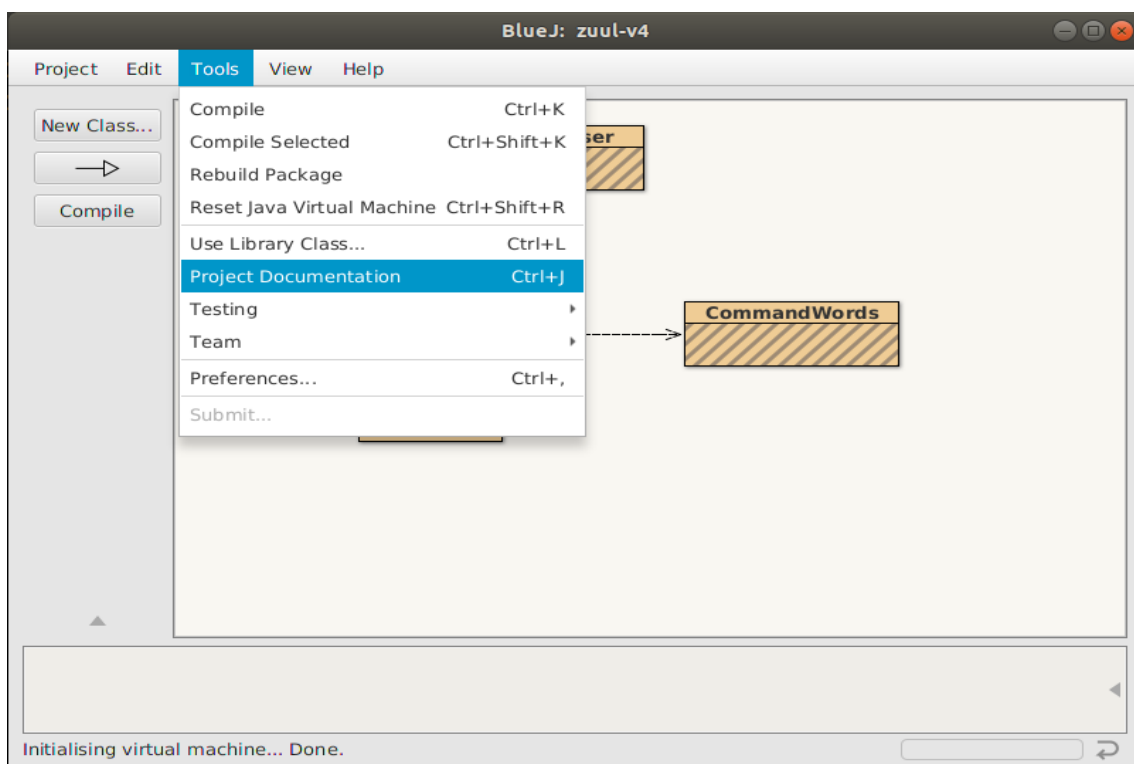 BlueJ: zuul-v4
Project Edit Tools View Help
New Class...
Compile
Compile Ctrl+K
Compile Selected Ctrl+Shift+K
Rebuild Package
Reset Java Virtual Machine Ctrl+Shift+R
Use Library Class... Ctrl+L
Project Documentation Ctrl+J
Testing
Team
Preferences... Ctrl+,
Submit...
ser
CommandWords
Initialising virtual machine... Done.